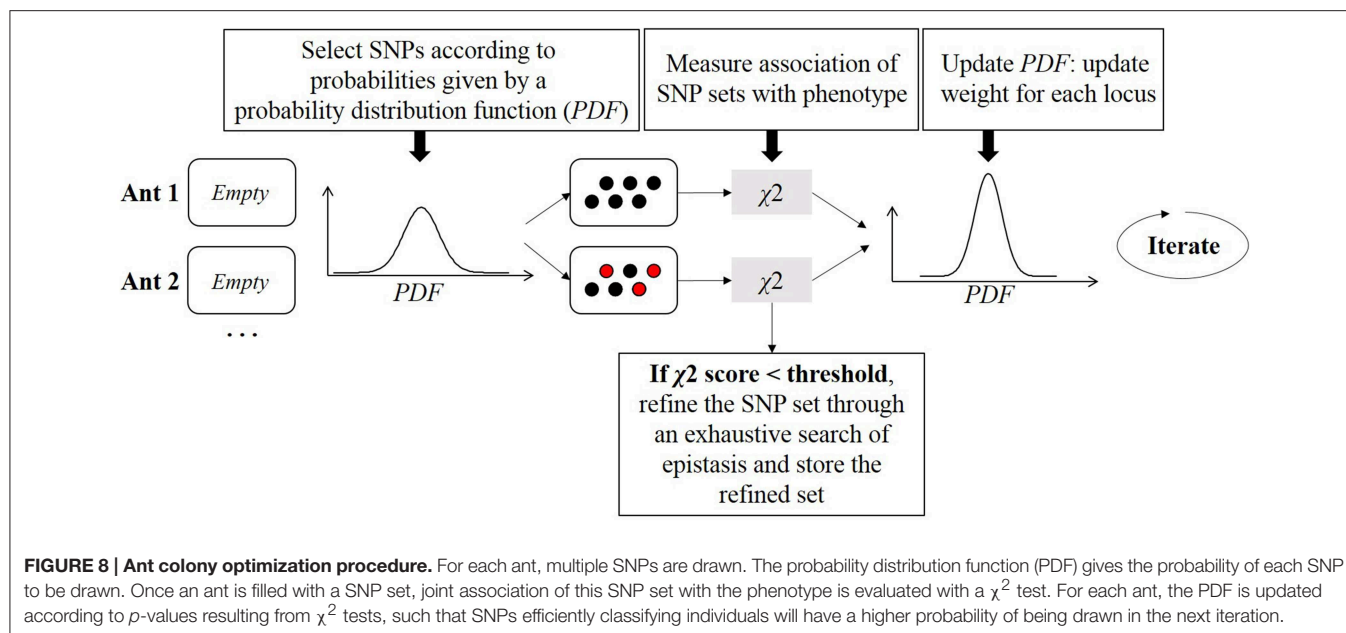 Select SNPs according to
probabilities given by a
probability distribution function (PDF)
Measure association of
SNP sets with phenotype
Update PDF: update
weight for each locus
Ant 1
Empty
χ2
Ant 2
Empty
χ2
PDF
PDF
Iterate
...
If χ2 score < threshold,
refine the SNP set through
an exhaustive search of
epistasis and store the
refined set
FIGURE 8 | Ant colony optimization procedure. For each ant, multiple SNPs are drawn. The probability distribution function (PDF) gives the probability of each SNP
to be drawn. Once an ant is filled with a SNP set, joint association of this SNP set with the phenotype is evaluated with a χ² test. For each ant, the PDF is updated
according to p-values resulting from χ² tests, such that SNPs efficiently classifying individuals will have a higher probability of being drawn in the next iteration.